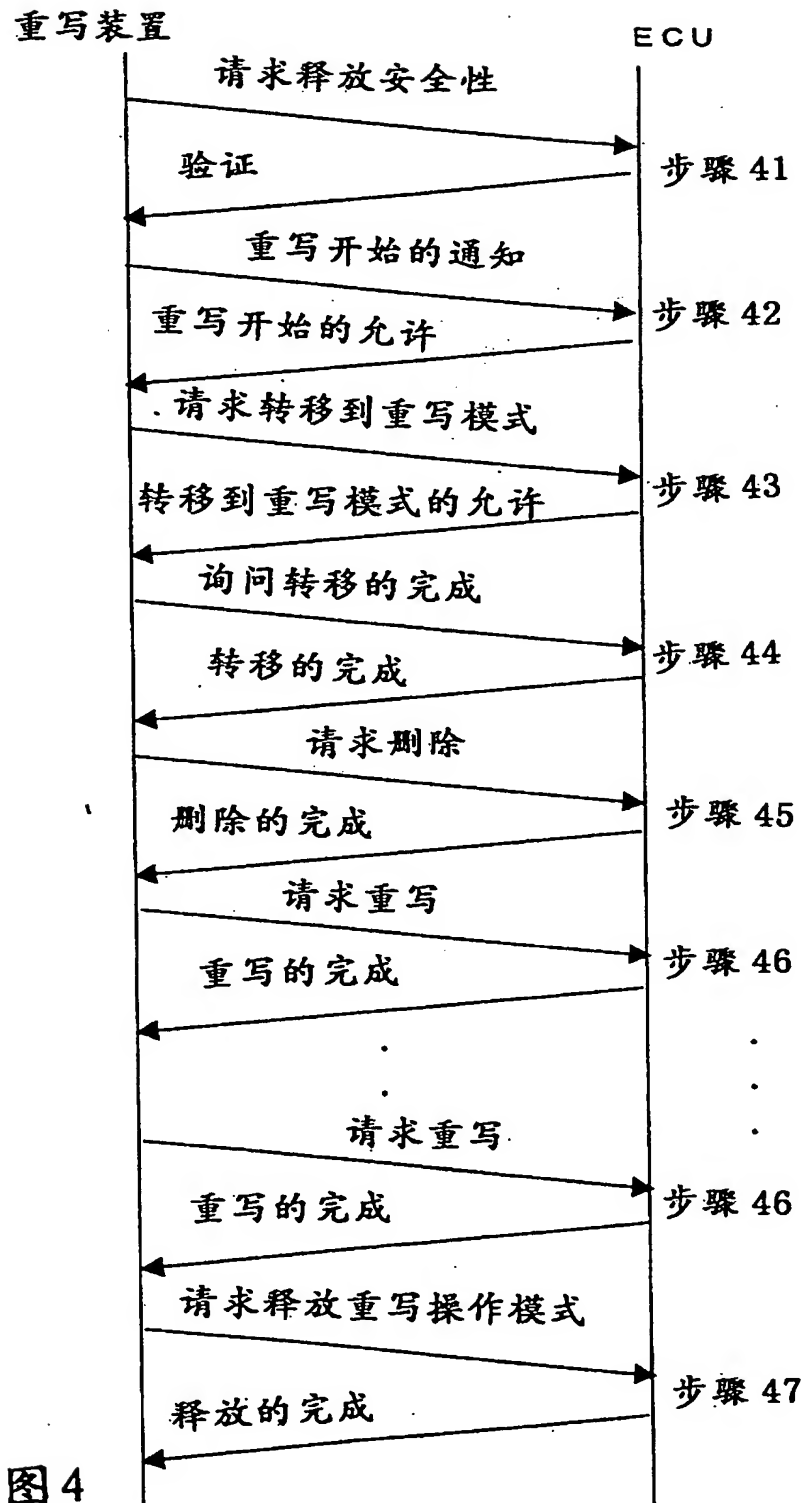 重写装置
ECU
请求释放安全性
验证
步骤 41
重写开始的通知
重写开始的允许
步骤 42
请求转移到重写模式
转移到重写模式的允许
步骤 43
询问转移的完成
转移的完成
步骤 44
请求删除
删除的完成
步骤 45
请求重写
重写的完成
步骤 46
请求重写
重写的完成
步骤 46
请求释放重写操作模式
释放的完成
步骤 47
图 4